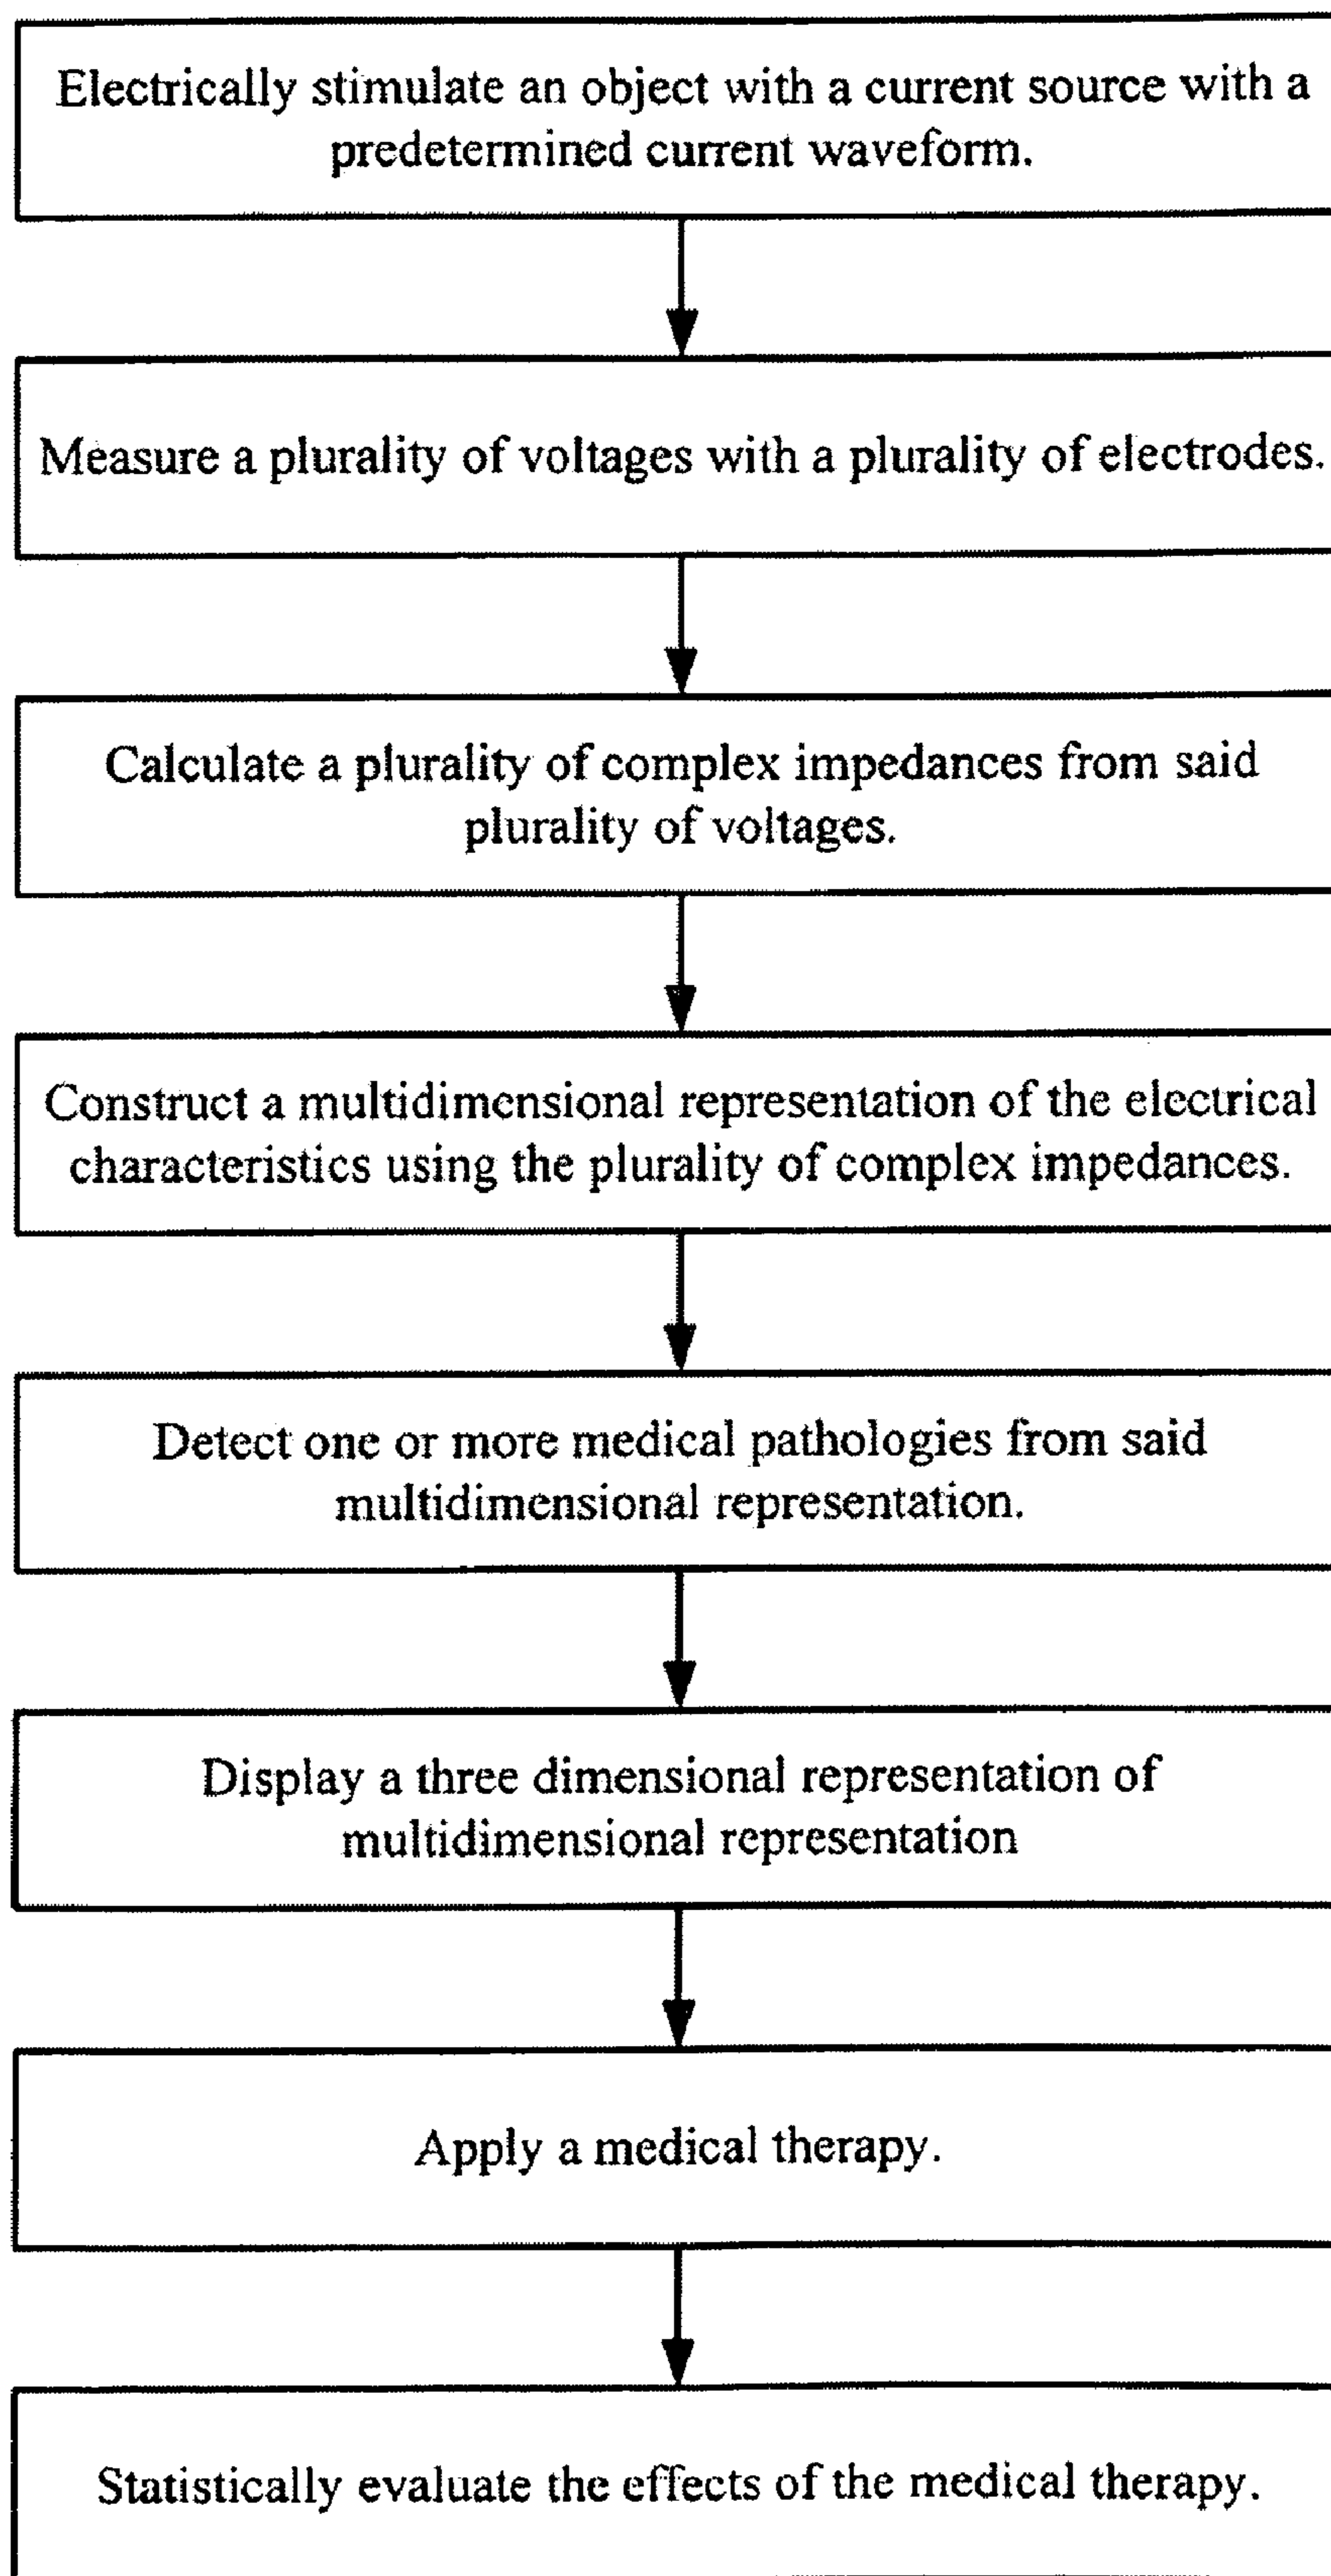 Electrically stimulate an object with a current source with a
predetermined current waveform.
Measure a plurality of voltages with a plurality of electrodes.
Calculate a plurality of complex impedances from said
plurality of voltages.
Construct a multidimensional representation of the electrical
characteristics using the plurality of complex impedances.
Detect one or more medical pathologies from said
multidimensional representation.
Display a three dimensional representation of
multidimensional representation
Apply a medical therapy.
Statistically evaluate the effects of the medical therapy.